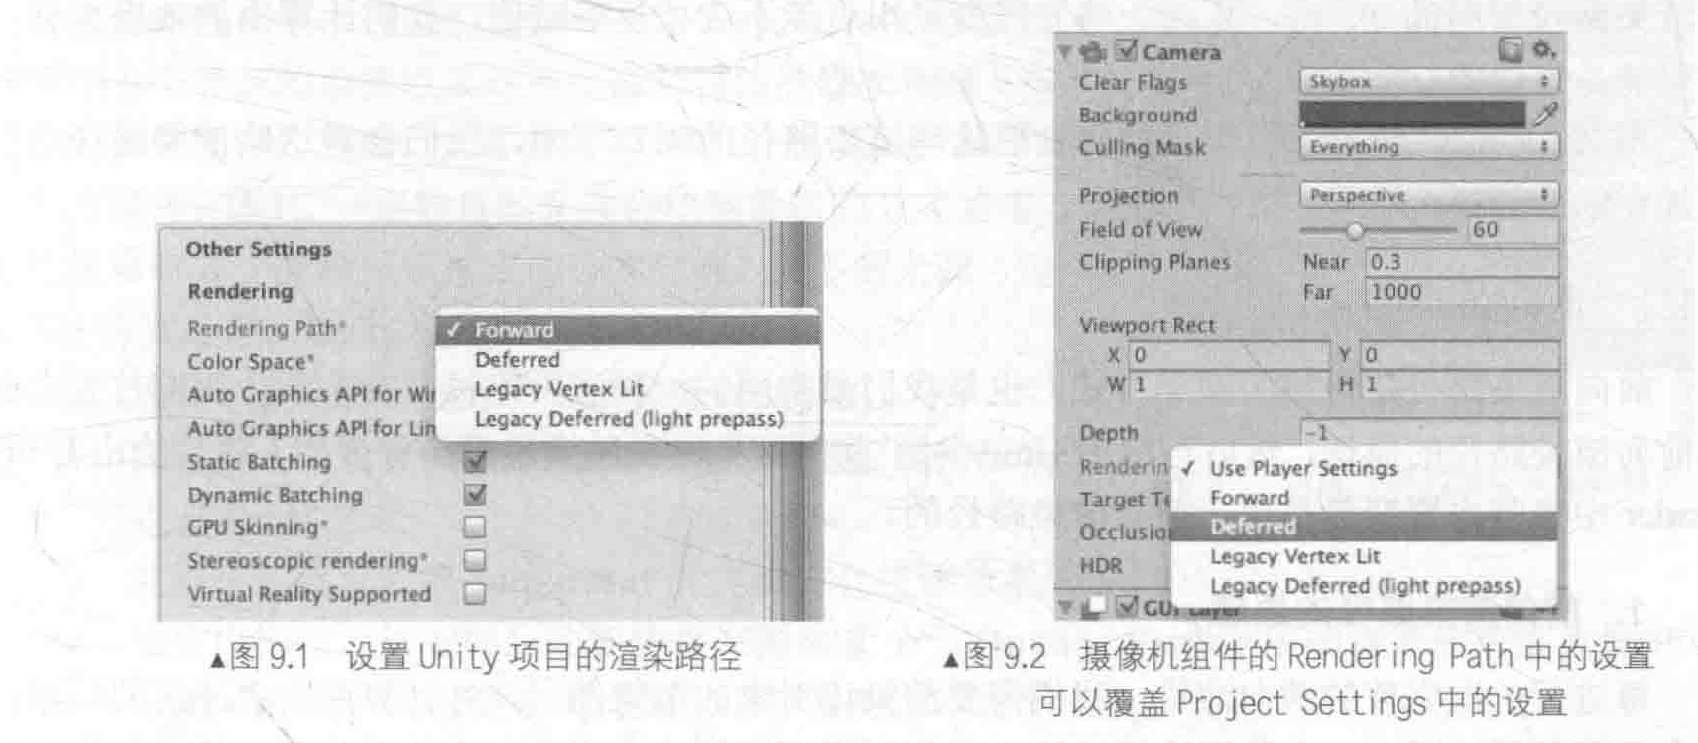 Other Settings
Rendering
Rendering Path*
✓ Forward
Deferred
Legacy Vertex Lit
Legacy Deferred (light prepass)
Color Space*
Auto Graphics API for Wi
Auto Graphics API for Lin
Static Batching
Dynamic Batching
GPU Skinning*
Stereoscopic rendering*
Virtual Reality Supported
▲图 9.1 设置 Unity 项目的渲染路径
Camera
Clear Flags Skybox
Background
Culling Mask Everything
Projection Perspective
Field of View 60
Clipping Planes Near 0.3
Far 1000
Viewport Rect
X 0 Y 0
W 1 H 1
Depth -1
Renderin ✓ Use Player Settings
Target Te Forward
Occlusio Deferred
Legacy Vertex Lit
HDR Legacy Deferred (light prepass)
GUI Layer
▲图 9.2 摄像机组件的 Rendering Path 中的设置
可以覆盖 Project Settings 中的设置